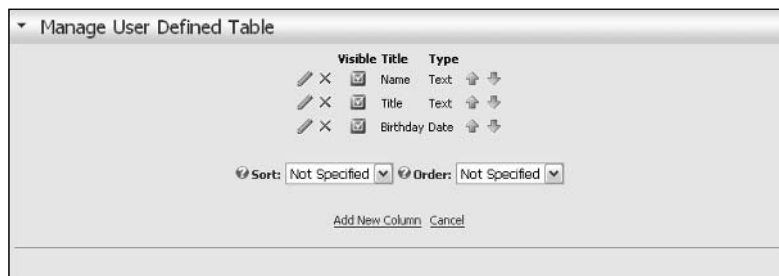 Manage User Defined Table
Visible Title Type
Name Text
Title Text
Birthday Date
Sort: Not Specified Order: Not Specified
Add New Column Cancel